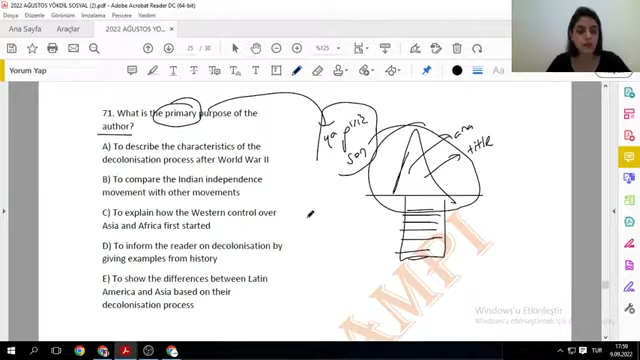 2022 AĞUSTOS YÖKDİL SOSYAL (2).pdf - Adobe Acrobat Reader DC (64-bit)
Dosya Düzenle Görünüm İmzalama Pencere Yardım
Ana Sayfa Araçlar 2022 AĞUSTOS YÖKDİ...
25 / 30 %125
Yorum Yap
71. What is the primary purpose of the
author?
A) To describe the characteristics of the
decolonisation process after World War II
B) To compare the Indian independence
movement with other movements
C) To explain how the Western control over
Asia and Africa first started
D) To inform the reader on decolonisation by
giving examples from history
E) To show the differences between Latin
America and Asia based on their
decolonisation process
ya
son
ana
title
AMPI
Windows'u Etkinleştir
TUR
17:59
9.09.2022